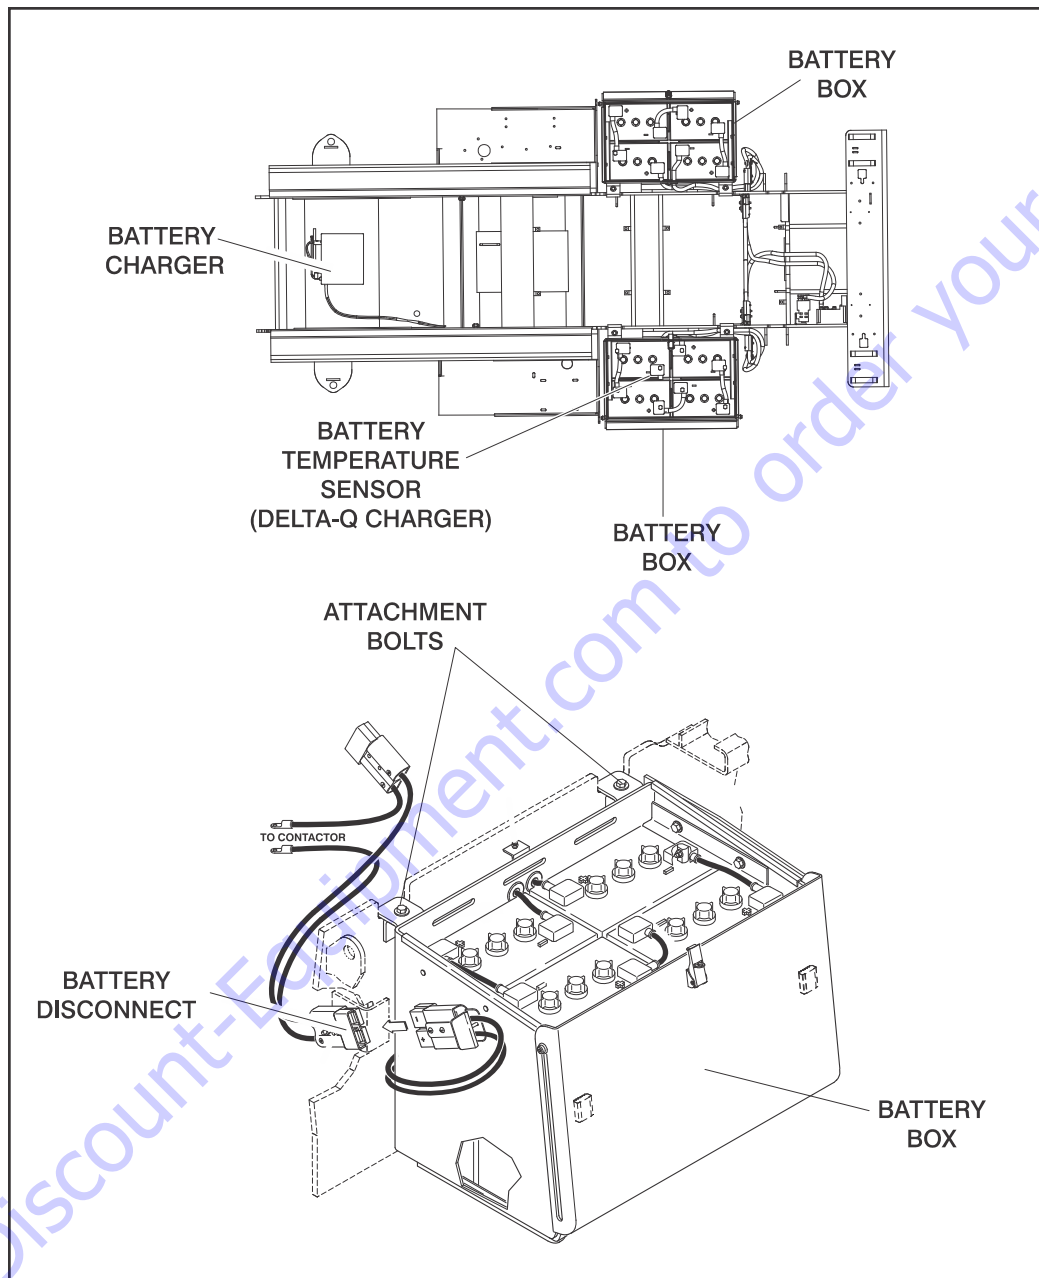 BATTERY
BOX
BATTERY
CHARGER
BATTERY
TEMPERATURE
SENSOR
(DELTA-Q CHARGER)
BATTERY
BOX
ATTACHMENT
BOLTS
TO CONTACTOR
BATTERY
DISCONNECT
BATTERY
BOX
Discount-Equipment.com to order your